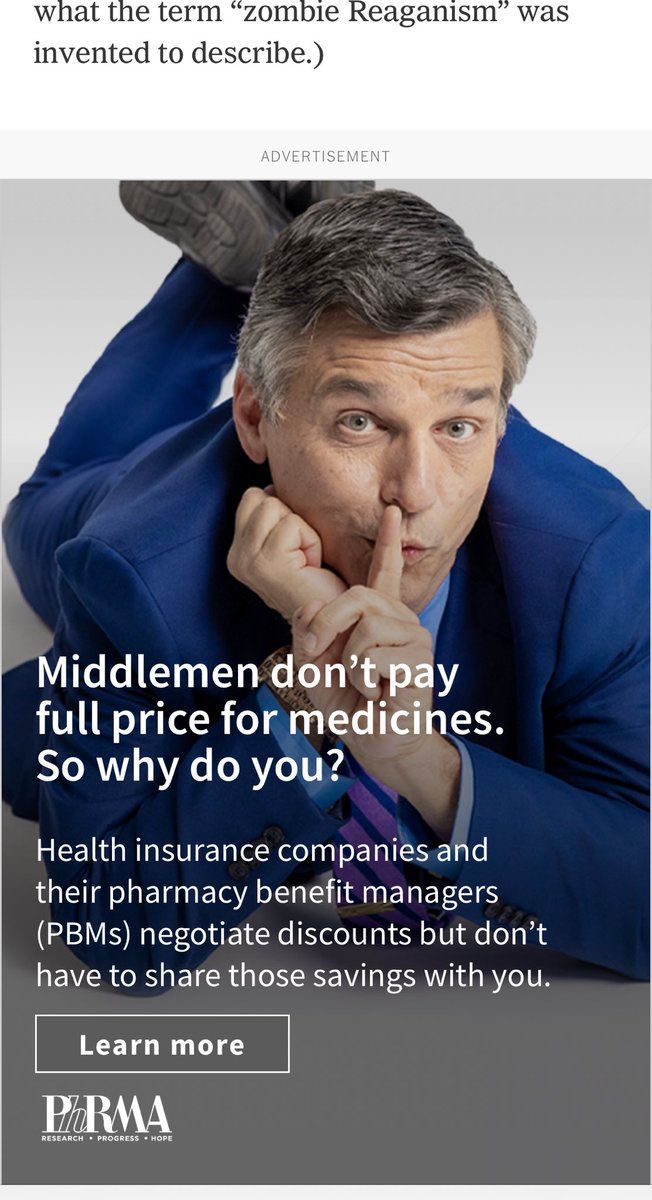 what the term “zombie Reaganism” was
invented to describe.)
ADVERTISEMENT
Middlemen don’t pay
full price for medicines.
So why do you?
Health insurance companies and
their pharmacy benefit managers
(PBMs) negotiate discounts but don’t
have to share those savings with you.
Learn more
PhRMA
RESEARCH • PROGRESS • HOPE